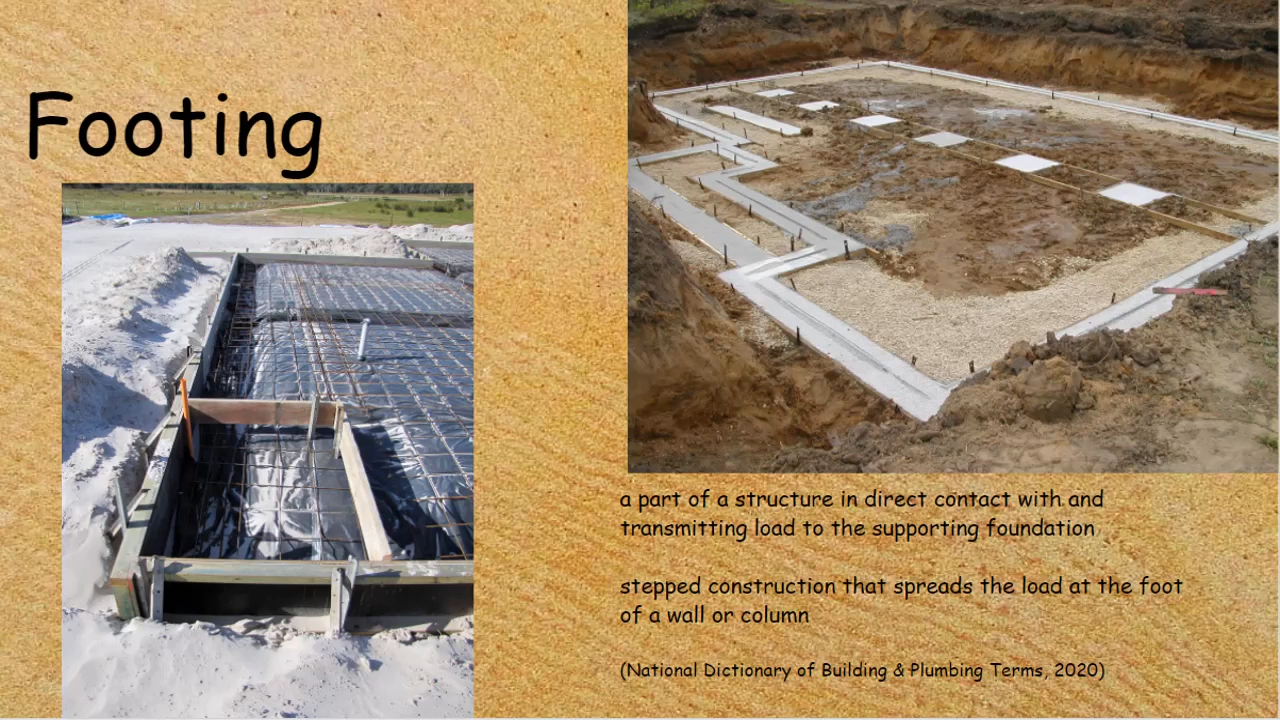 Footing
a part of a structure in direct contact with and
transmitting load to the supporting foundation
stepped construction that spreads the load at the foot
of a wall or column
(National Dictionary of Building & Plumbing Terms, 2020)